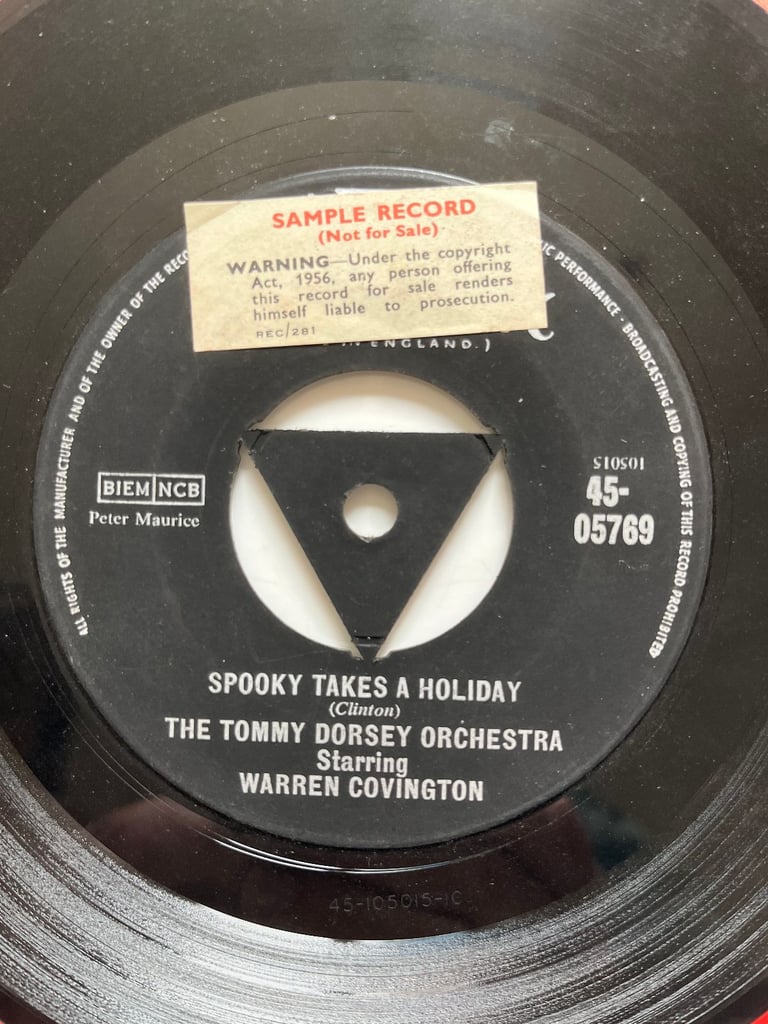 SAMPLE RECORD
(Not for Sale)
WARNING—Under the copyright
Act, 1956, any person offering
this record for sale renders
himself liable to prosecution.
REC/281
IN ENGLAND.)
ALL RIGHTS OF THE MANUFACTURER AND OF THE OWNER OF THE
PERFORMANCE · BROADCASTING AND COPYING OF THIS RECORD PROHIBITED
BIEM NCB
Peter Maurice
45-
05769
SPOOKY TAKES A HOLIDAY
(Clinton)
THE TOMMY DORSEY ORCHESTRA
Starring
WARREN COVINGTON
45-105015-1C